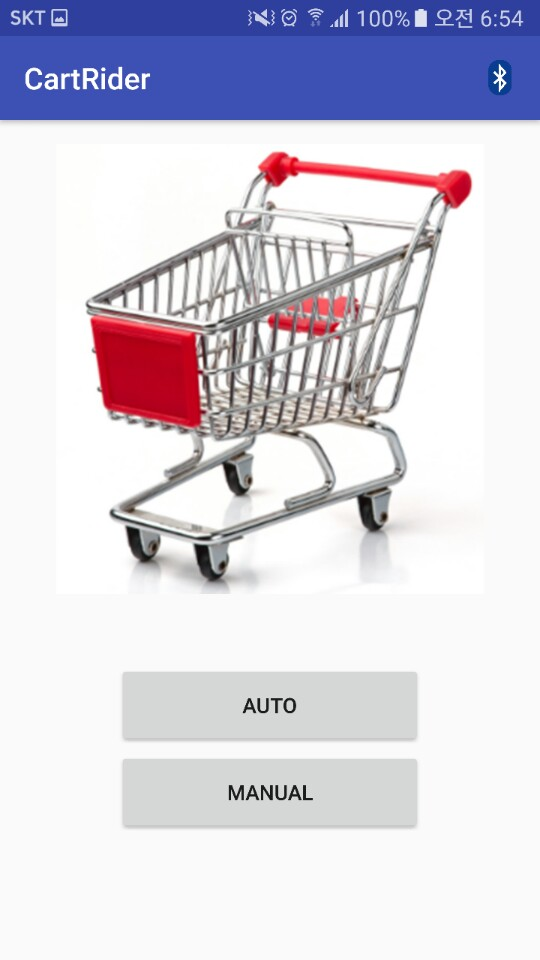 SKT 100% 오전 6:54
CartRider
AUTO
MANUAL